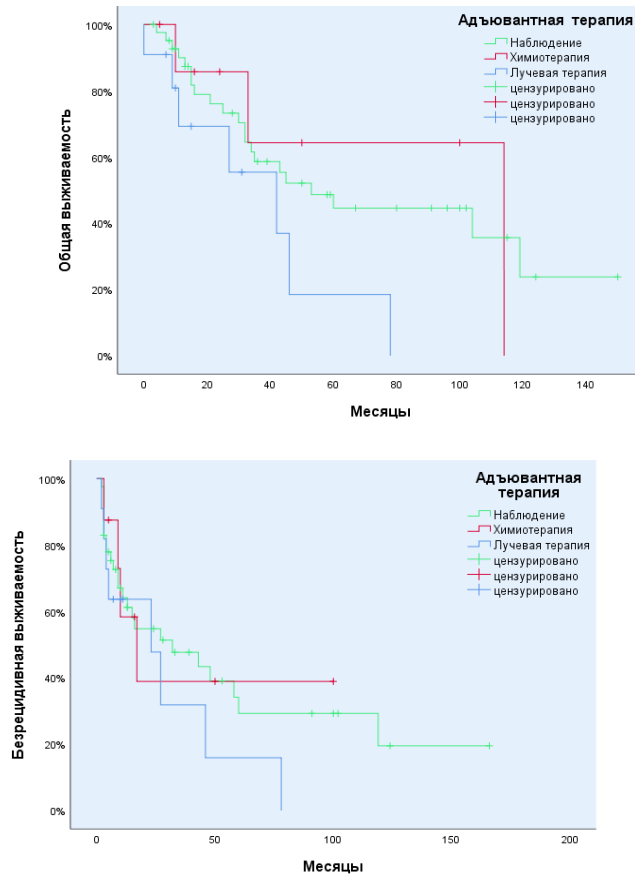 Адъювантная терапия
Наблюдение
Химиотерапия
Лучевая терапия
цензурировано
цензурировано
цензурировано
100%
80%
60%
40%
20%
0%
Общая выживаемость
0 20 40 60 80 100 120 140
Месяцы
Адъювантная
терапия
Наблюдение
Химиотерапия
Лучевая терапия
цензурировано
цензурировано
цензурировано
100%
80%
60%
40%
20%
0%
Безрецидивная выживаемость
0 50 100 150 200
Месяцы